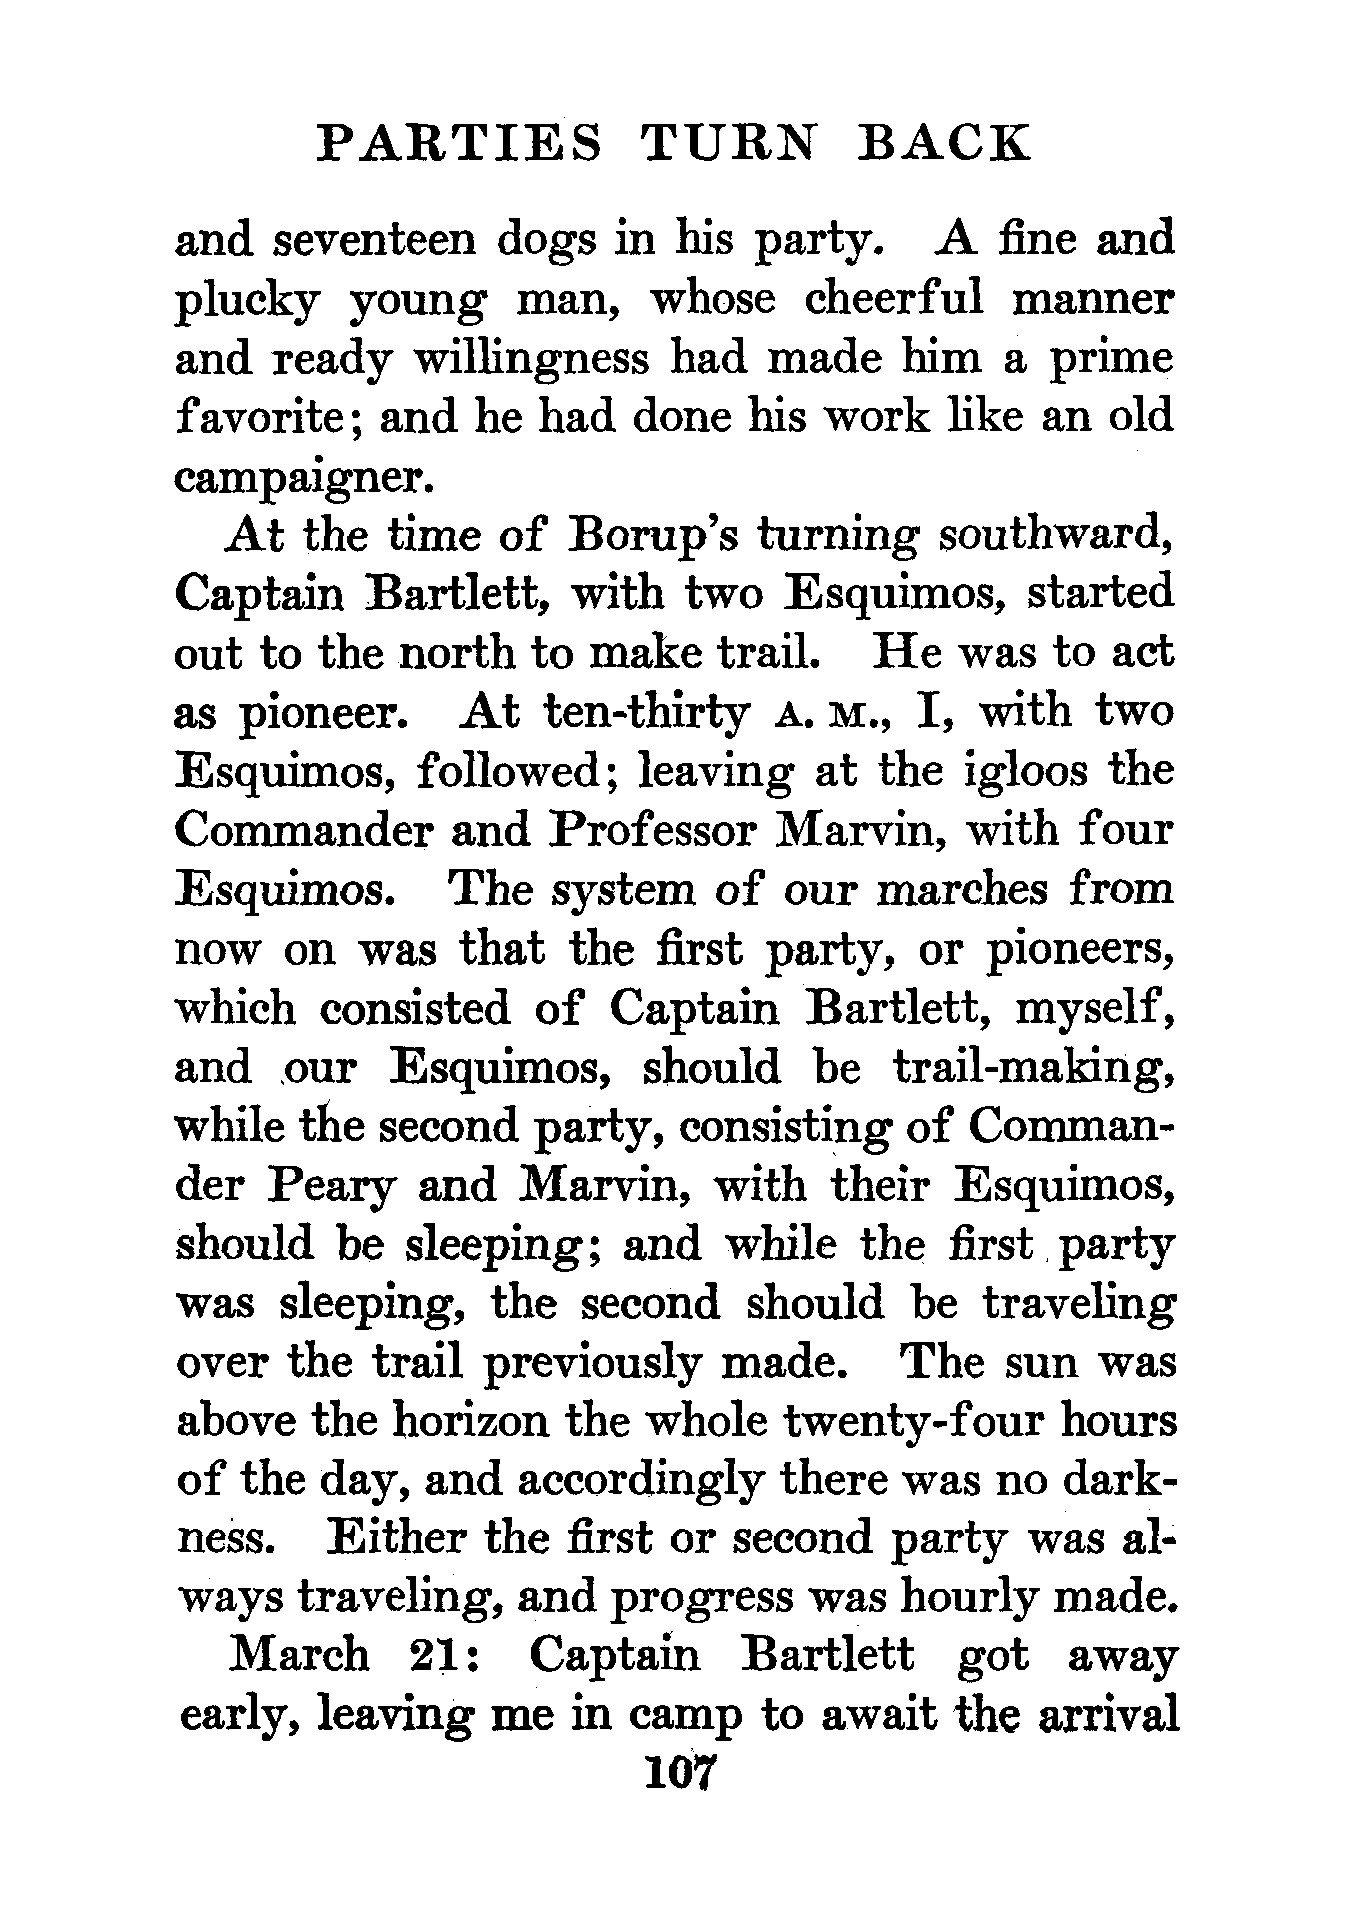 PARTIES TURN BACK
and seventeen dogs in his party. A fine and
plucky young man, whose cheerful manner
and ready willingness had made him a prime
favorite; and he had done his work like an old
campaigner.
At the time of Borup's turning southward,
Captain Bartlett, with two Esquimos, started
out to the north to make trail. He was to act
as pioneer. At ten-thirty A. M., I, with two
Esquimos, followed; leaving at the igloos the
Commander and Professor Marvin, with four
Esquimos. The system of our marches from
now on was that the first party, or pioneers,
which consisted of Captain Bartlett, myself,
and our Esquimos, should be trail-making,
while the second party, consisting of Comman-
der Peary and Marvin, with their Esquimos,
should be sleeping; and while the first party
was sleeping, the second should be traveling
over the trail previously made. The sun was
above the horizon the whole twenty-four hours
of the day, and accordingly there was no dark-
ness. Either the first or second party was al-
ways traveling, and progress was hourly made.
March 21: Captain Bartlett got away
early, leaving me in camp to await the arrival
107